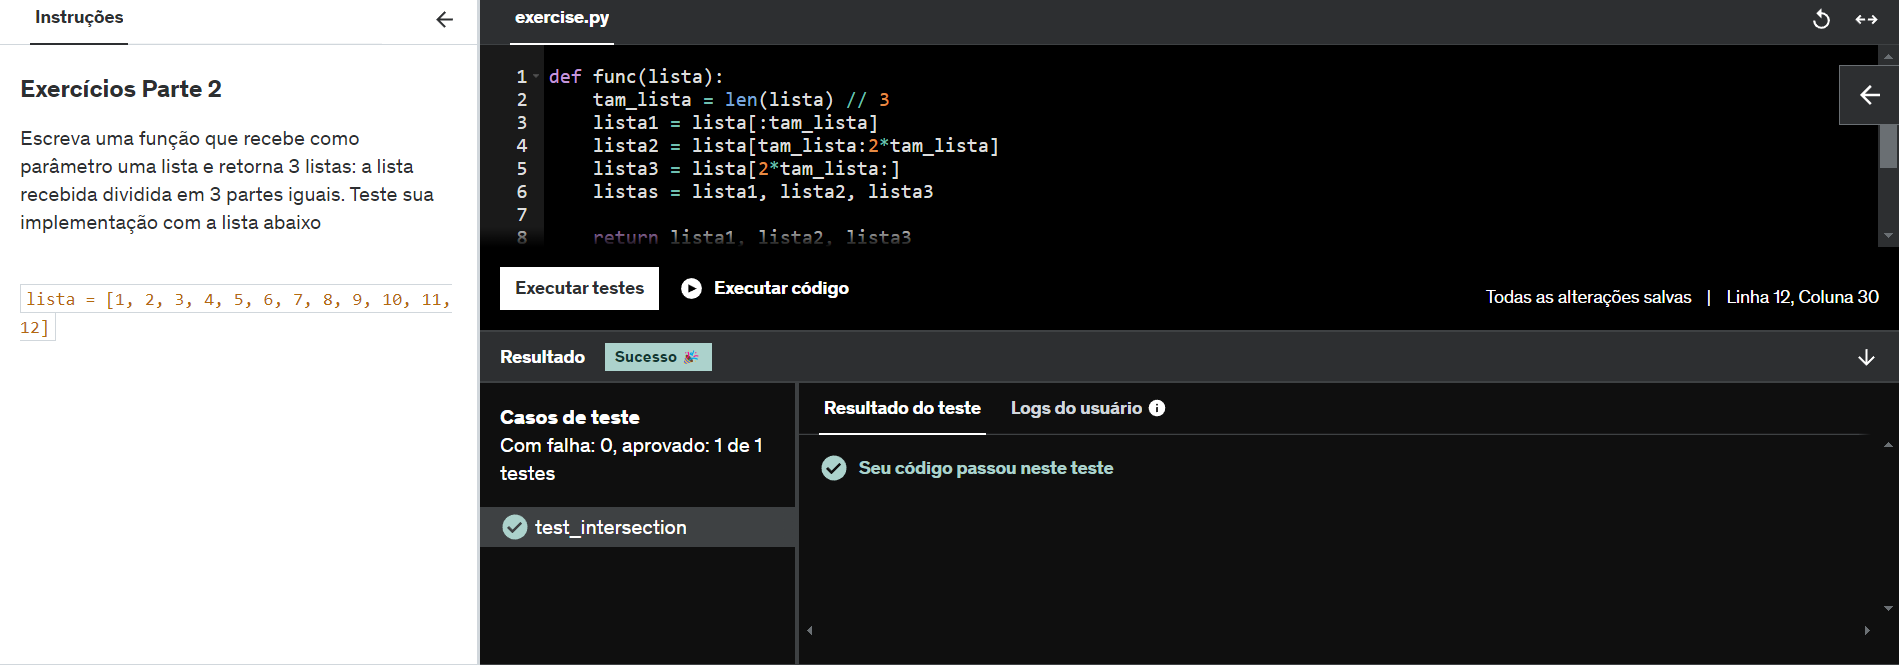 Instruções
Exercícios Parte 2
Escreva uma função que recebe como
parâmetro uma lista e retorna 3 listas: a lista
recebida dividida em 3 partes iguais. Teste sua
implementação com a lista abaixo
lista = [1, 2, 3, 4, 5, 6, 7, 8, 9, 10, 11,
12]
exercise.py
1 def func(lista):
2     tam_lista = len(lista) // 3
3     lista1 = lista[:tam_lista]
4     lista2 = lista[tam_lista:2*tam_lista]
5     lista3 = lista[2*tam_lista:]
6     listas = lista1, lista2, lista3
7
8     return lista1, lista2, lista3
Executar testes
Executar código
Todas as alterações salvas | Linha 12, Coluna 30
Resultado
Sucesso 🎉
Casos de teste
Com falha: 0, aprovado: 1 de 1
testes
test_intersection
Resultado do teste
Logs do usuário
Seu código passou neste teste